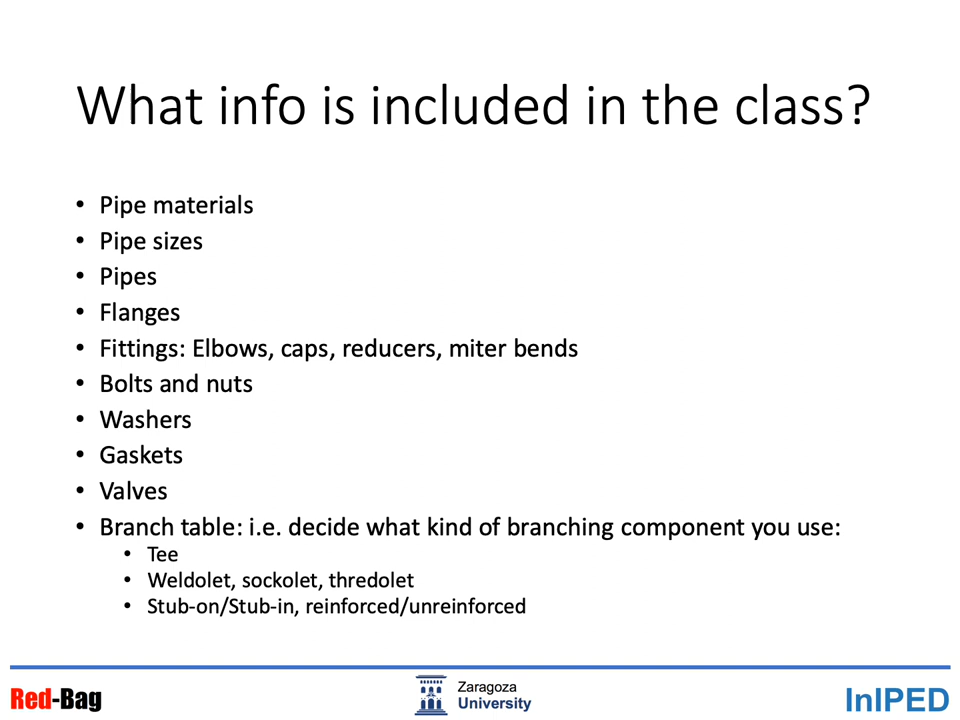 What info is included in the class?
• Pipe materials
• Pipe sizes
• Pipes
• Flanges
• Fittings: Elbows, caps, reducers, miter bends
• Bolts and nuts
• Washers
• Gaskets
• Valves
• Branch table: i.e. decide what kind of branching component you use:
• Tee
• Weldolet, sockolet, thredolet
• Stub-on/Stub-in, reinforced/unreinforced
Red-Bag
Zaragoza
University
InIPED